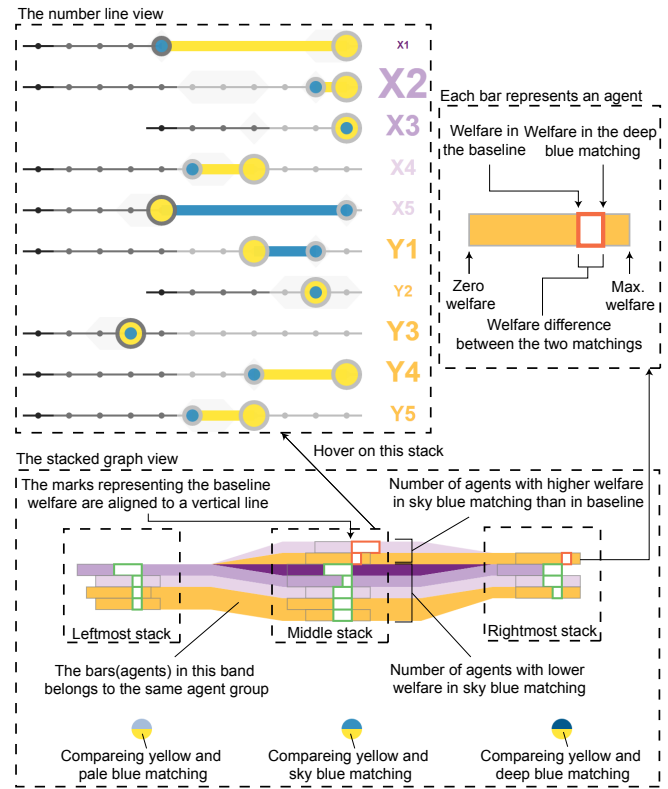 The number line view
X1
X2
X3
X4
X5
Y1
Y2
Y3
Y4
Y5
Each bar represents an agent
Welfare in
the baseline
Welfare in the deep
blue matching
Zero
welfare
Max.
welfare
Welfare difference
between the two matchings
Hover on this stack
The stacked graph view
The marks representing the baseline
welfare are aligned to a vertical line
Number of agents with higher welfare
in sky blue matching than in baseline
Leftmost stack
Middle stack
Rightmost stack
The bars(agents) in this band
belongs to the same agent group
Number of agents with lower
welfare in sky blue matching
Compareing yellow and
pale blue matching
Compareing yellow and
sky blue matching
Compareing yellow and
deep blue matching